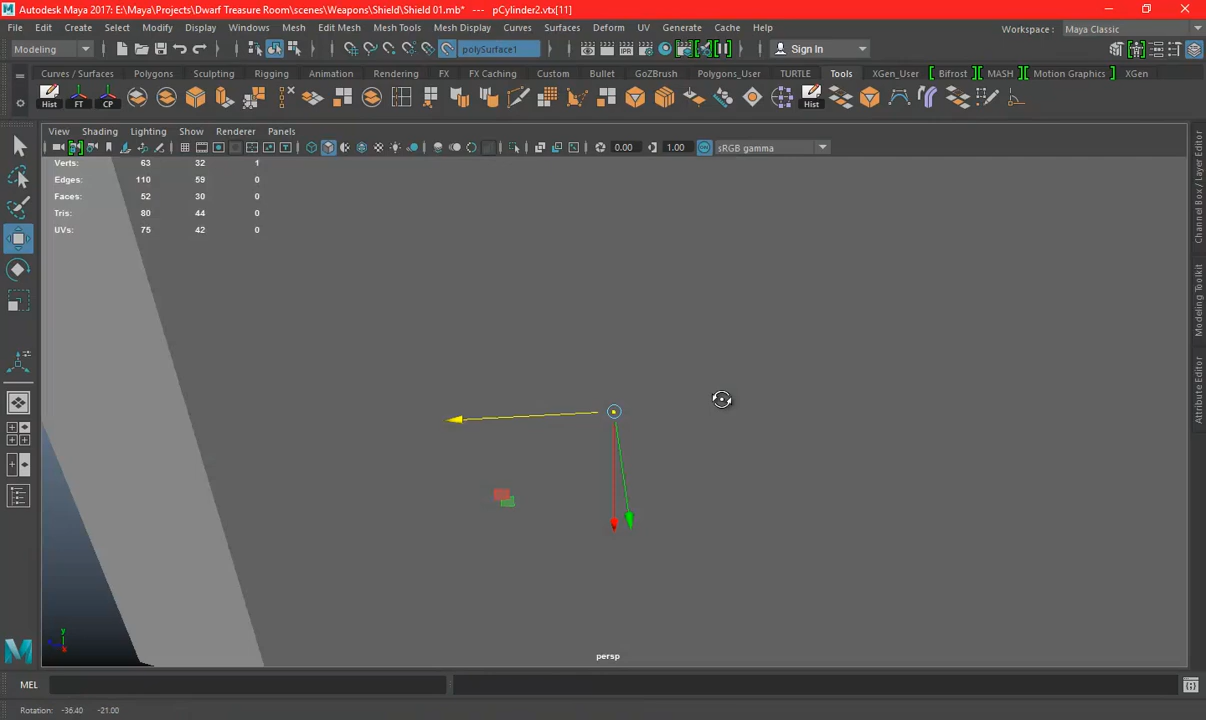 Autodesk Maya 2017: E:\Maya\Projects\Dwarf Treasure Room\scenes\Weapons\Shield\Shield 01.mb*   ---   pCylinder2.vtx[11]
File Edit Create Select Modify Display Windows Mesh Edit Mesh Mesh Tools Mesh Display Curves Surfaces Deform UV Generate Cache Help Workspace: Maya Classic
Modeling polySurface1 Sign In
Curves / Surfaces Polygons Sculpting Rigging Animation Rendering FX FX Caching Custom Bullet GoZBrush Polygons_User TURTLE Tools XGen_User Bifrost MASH Motion Graphics XGen
Hist FT CP Hist
View Shading Lighting Show Renderer Panels
0.00 1.00 sRGB gamma
Verts: 63 32 1
Edges: 110 59 0
Faces: 52 30 0
Tris: 80 44 0
UVs: 75 42 0
Channel Box / Layer Editor
Modeling Toolkit
Attribute Editor
y
persp
MEL
Rotation: -36.40 -21.00